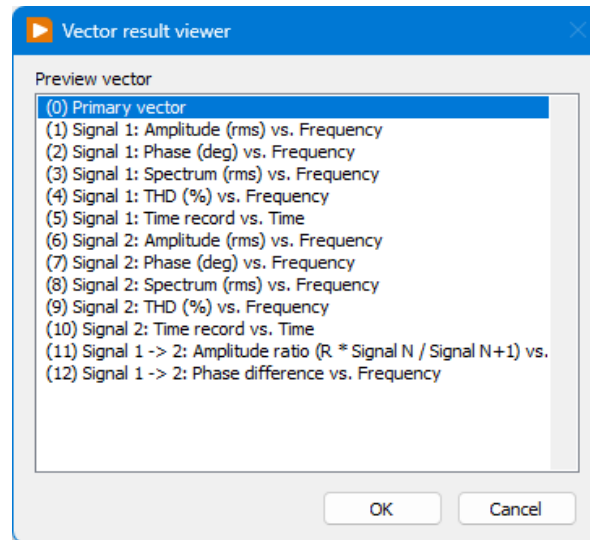 Vector result viewer
Preview vector
(0) Primary vector
(1) Signal 1: Amplitude (rms) vs. Frequency
(2) Signal 1: Phase (deg) vs. Frequency
(3) Signal 1: Spectrum (rms) vs. Frequency
(4) Signal 1: THD (%) vs. Frequency
(5) Signal 1: Time record vs. Time
(6) Signal 2: Amplitude (rms) vs. Frequency
(7) Signal 2: Phase (deg) vs. Frequency
(8) Signal 2: Spectrum (rms) vs. Frequency
(9) Signal 2: THD (%) vs. Frequency
(10) Signal 2: Time record vs. Time
(11) Signal 1 -> 2: Amplitude ratio (R * Signal N / Signal N+1) vs.
(12) Signal 1 -> 2: Phase difference vs. Frequency
OK Cancel